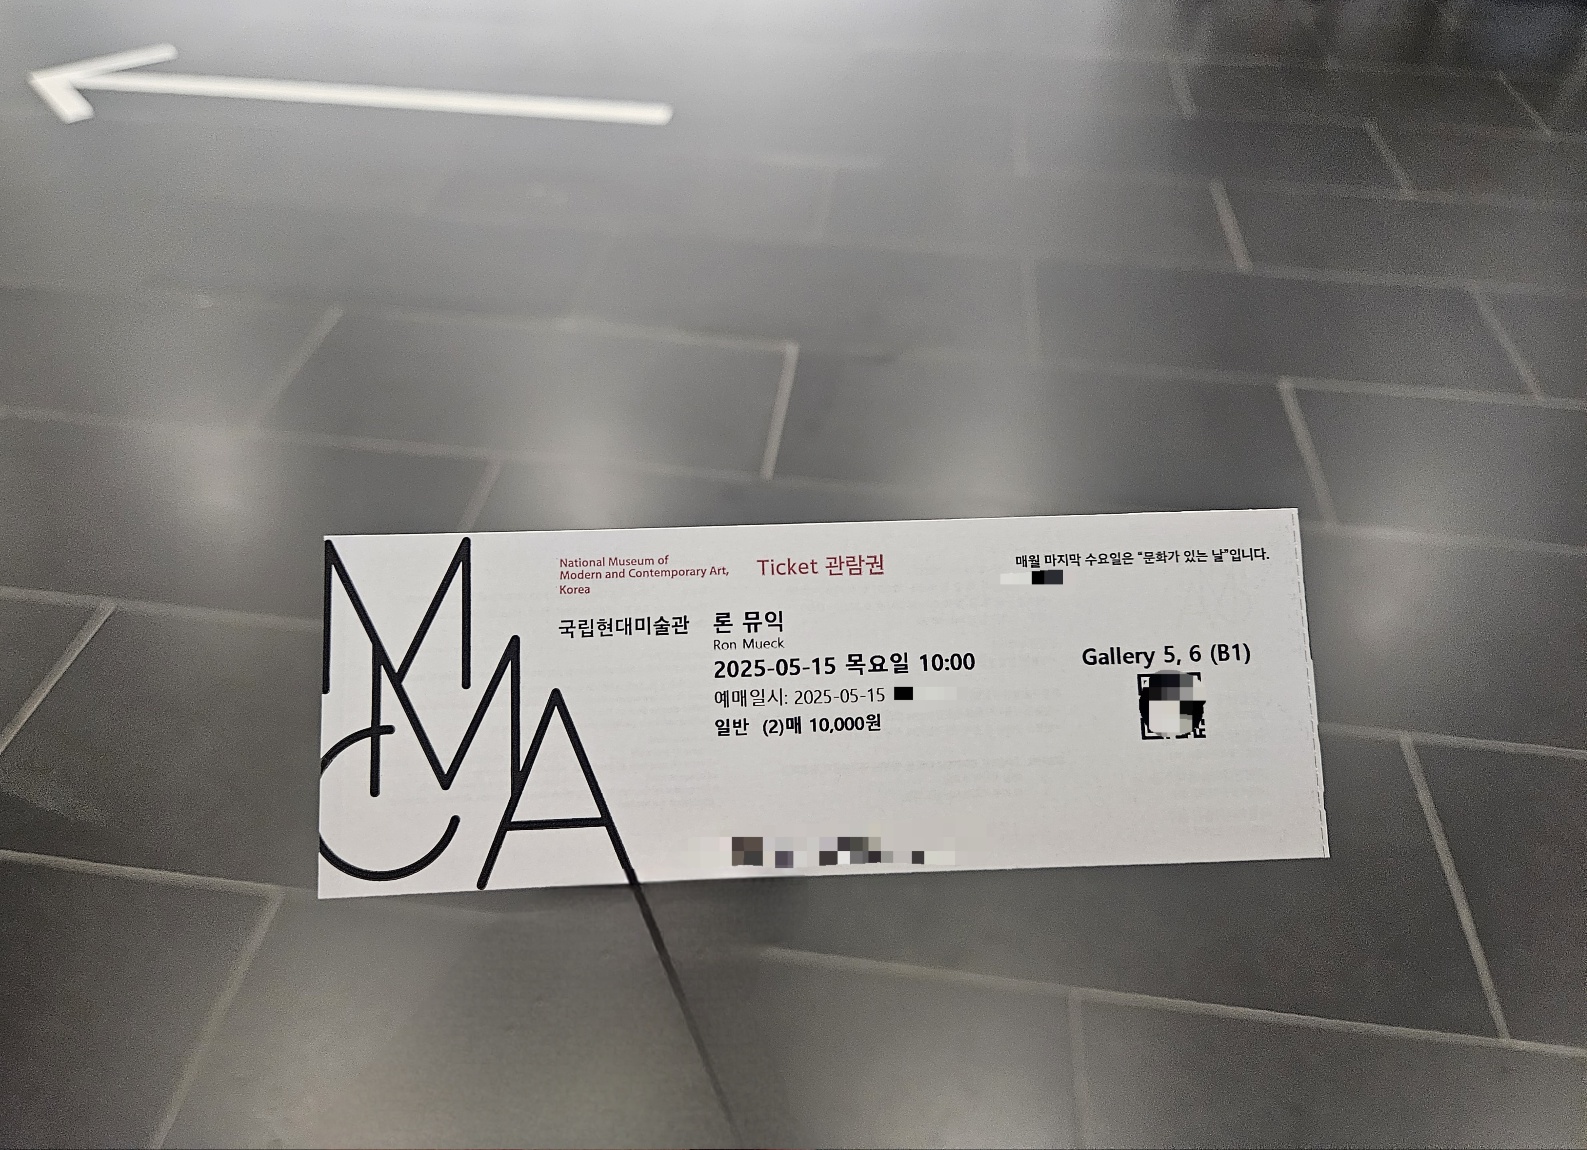 MMCA
National Museum of
Modern and Contemporary Art,
Korea
Ticket 관람권
매월 마지막 수요일은 “문화가 있는 날”입니다.
국립현대미술관
론 뮤익
Ron Mueck
2025-05-15 목요일 10:00
예매일시: 2025-05-15
일반 (2)매 10,000원
Gallery 5, 6 (B1)